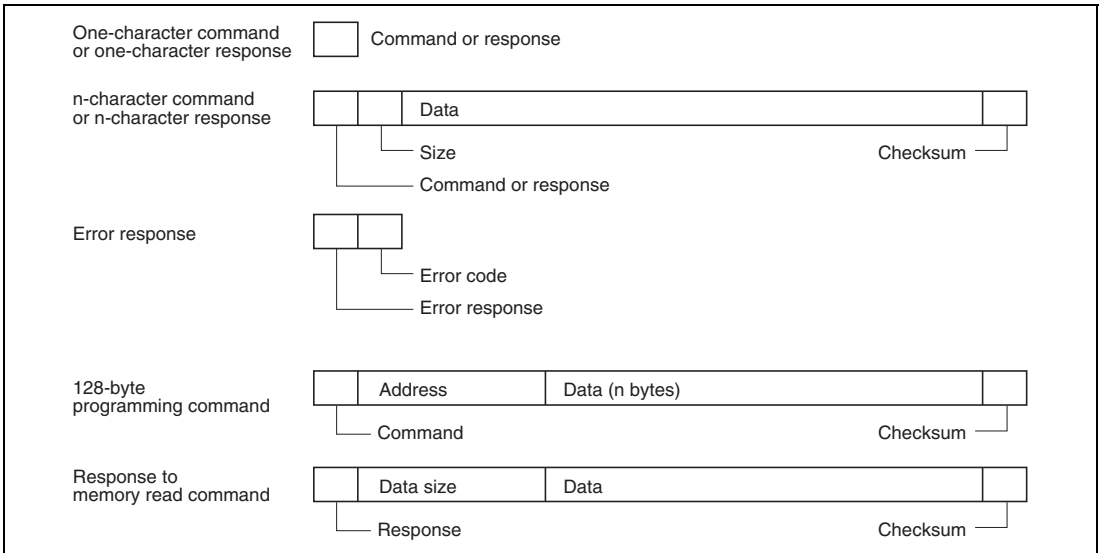 One-character command
or one-character response
Command or response
n-character command
or n-character response
Data
Size
Checksum
Command or response
Error response
Error code
Error response
128-byte
programming command
Address
Data (n bytes)
Command
Checksum
Response to
memory read command
Data size
Data
Response
Checksum